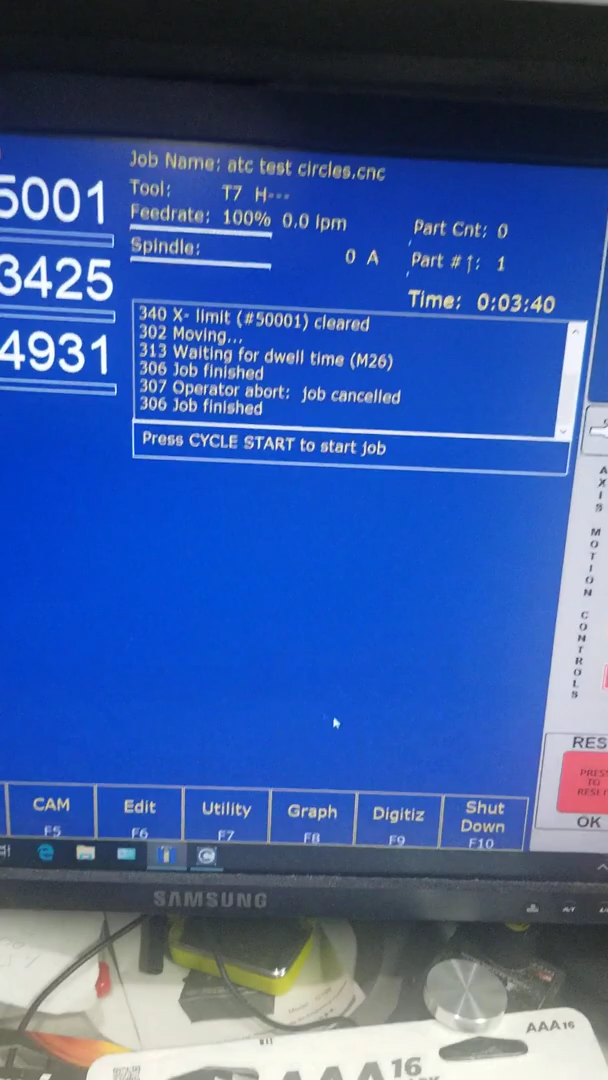 Job Name: atc test circles.cnc
Tool: T7 H---
Feedrate: 100% 0.0 ipm
Spindle: 0 A
Part Cnt: 0
Part #↑: 1
Time: 0:03:40
5001
3425
4931
340 X- limit (#50001) cleared
302 Moving...
313 Waiting for dwell time (M26)
306 Job finished
307 Operator abort: job cancelled
306 Job finished
Press CYCLE START to start job
AXIS MOTION CONTROLS
RES
PRESS
TO
RESET
OK
CAM F5
Edit F6
Utility F7
Graph F8
Digitiz F9
Shut Down F10
SAMSUNG
AAA16
AAA16